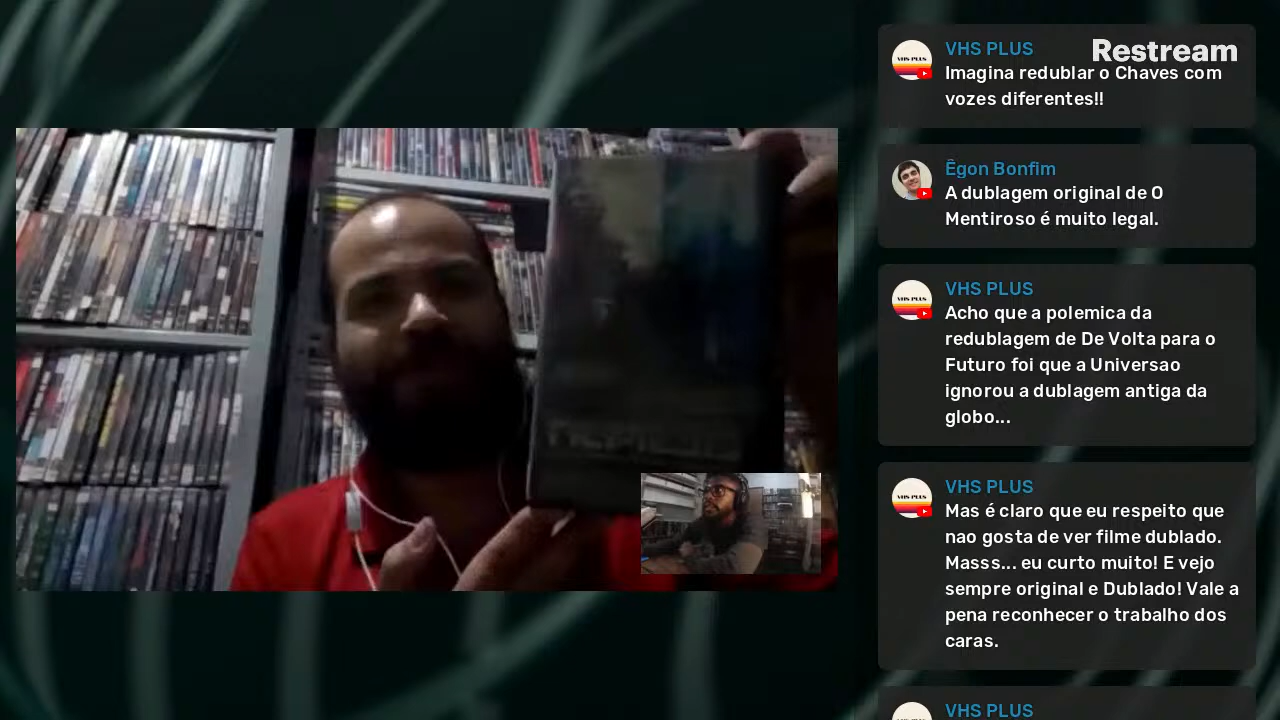 Restream
VHS PLUS
Imagina redublar o Chaves com
vozes diferentes!!
Êgon Bonfim
A dublagem original de O
Mentiroso é muito legal.
VHS PLUS
Acho que a polemica da
redublagem de De Volta para o
Futuro foi que a Universao
ignorou a dublagem antiga da
globo...
VHS PLUS
Mas é claro que eu respeito que
nao gosta de ver filme dublado.
Masss... eu curto muito! E vejo
sempre original e Dublado! Vale a
pena reconhecer o trabalho dos
caras.
VHS PLUS